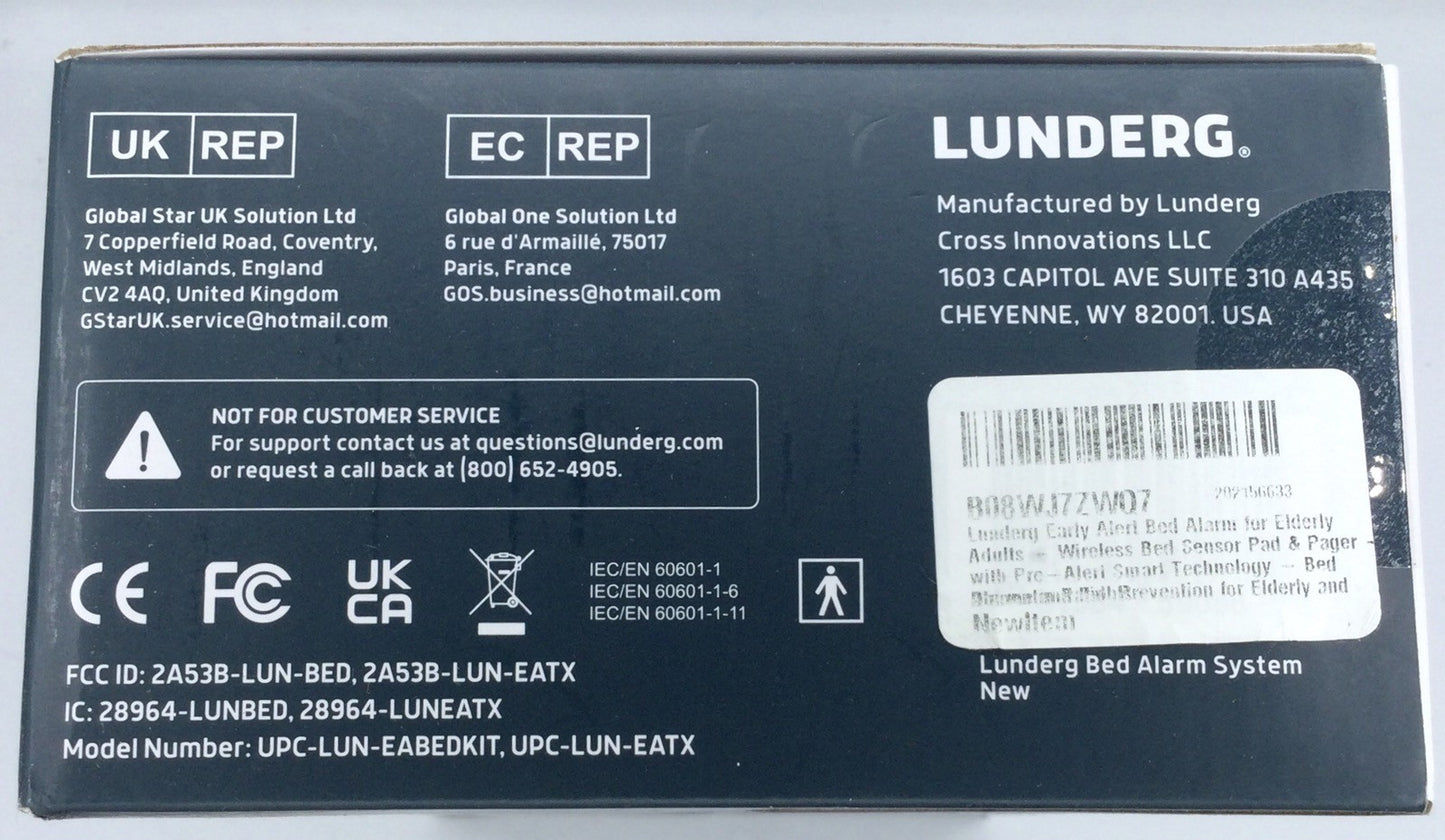 UK REP
Global Star UK Solution Ltd
7 Copperfield Road, Coventry,
West Midlands, England
CV2 4AQ, United Kingdom
GStarUK.service@hotmail.com
EC REP
Global One Solution Ltd
6 rue d'Armaillé, 75017
Paris, France
GOS.business@hotmail.com
LUNDERG®
Manufactured by Lunderg
Cross Innovations LLC
1603 CAPITOL AVE SUITE 310 A435
CHEYENNE, WY 82001. USA
NOT FOR CUSTOMER SERVICE
For support contact us at questions@lunderg.com
or request a call back at (800) 652-4905.
B08WJ7ZWQ7
Lunderg Early Alert Bed Alarm for Elderly
Adults - Wireless Bed Sensor Pad & Pager -
with Pre-Alert Smart Technology - Bed
Prevention for Elderly and
NewItem
CE FC
UK
CA
IEC/EN 60601-1
IEC/EN 60601-1-6
IEC/EN 60601-1-11
FCC ID: 2A53B-LUN-BED, 2A53B-LUN-EATX
IC: 28964-LUNBED, 28964-LUNEATX
Model Number: UPC-LUN-EABEDKIT, UPC-LUN-EATX
Lunderg Bed Alarm System
New